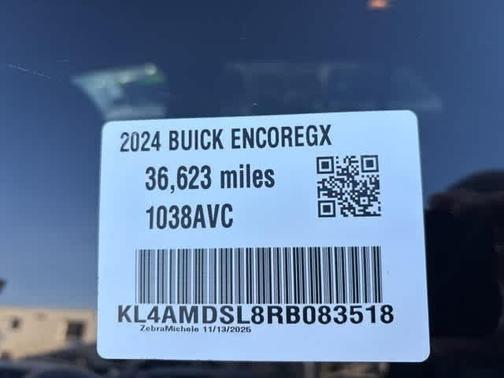 2024 BUICK ENCOREGX
36,623 miles
1038AVC
KL4AMDSL8RB083518
ZebraMichele 11/13/2025